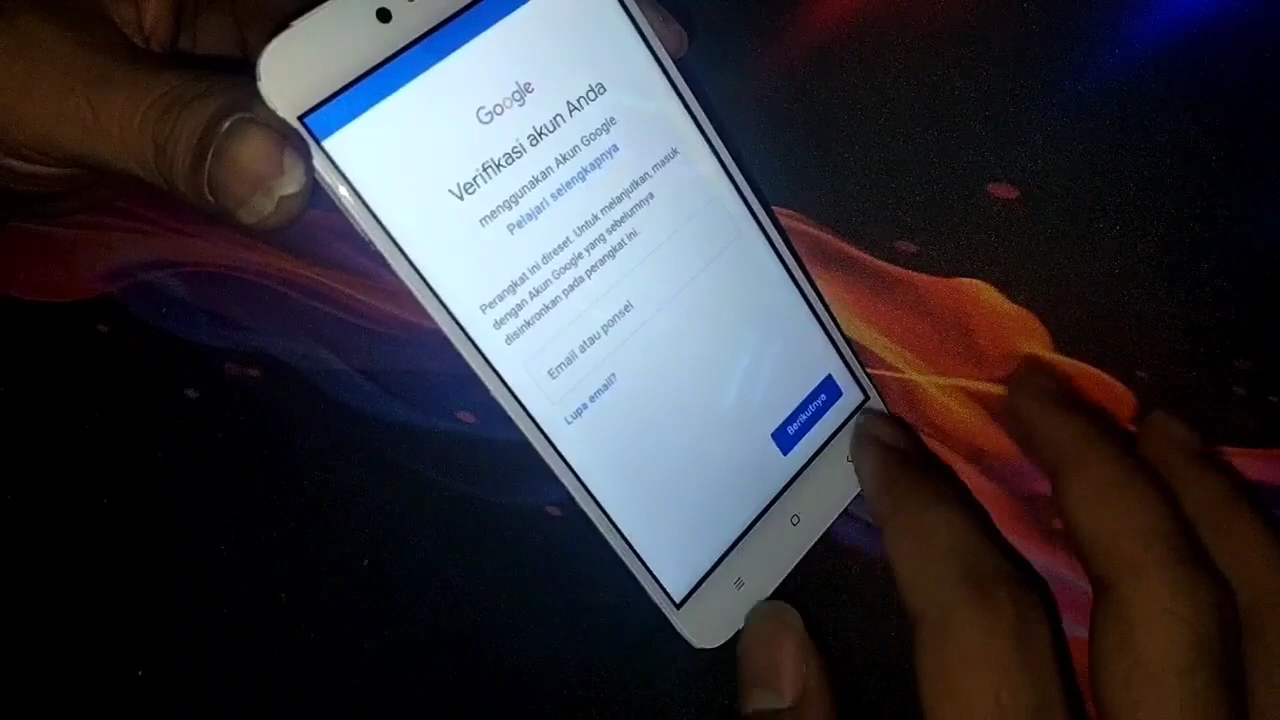 Google
Verifikasi akun Anda
menggunakan Akun Google.
Pelajari selengkapnya
Perangkat ini direset. Untuk melanjutkan, masuk
dengan Akun Google yang sebelumnya
disinkronkan pada perangkat ini.
Email atau ponsel
Lupa email?
Berikutnya